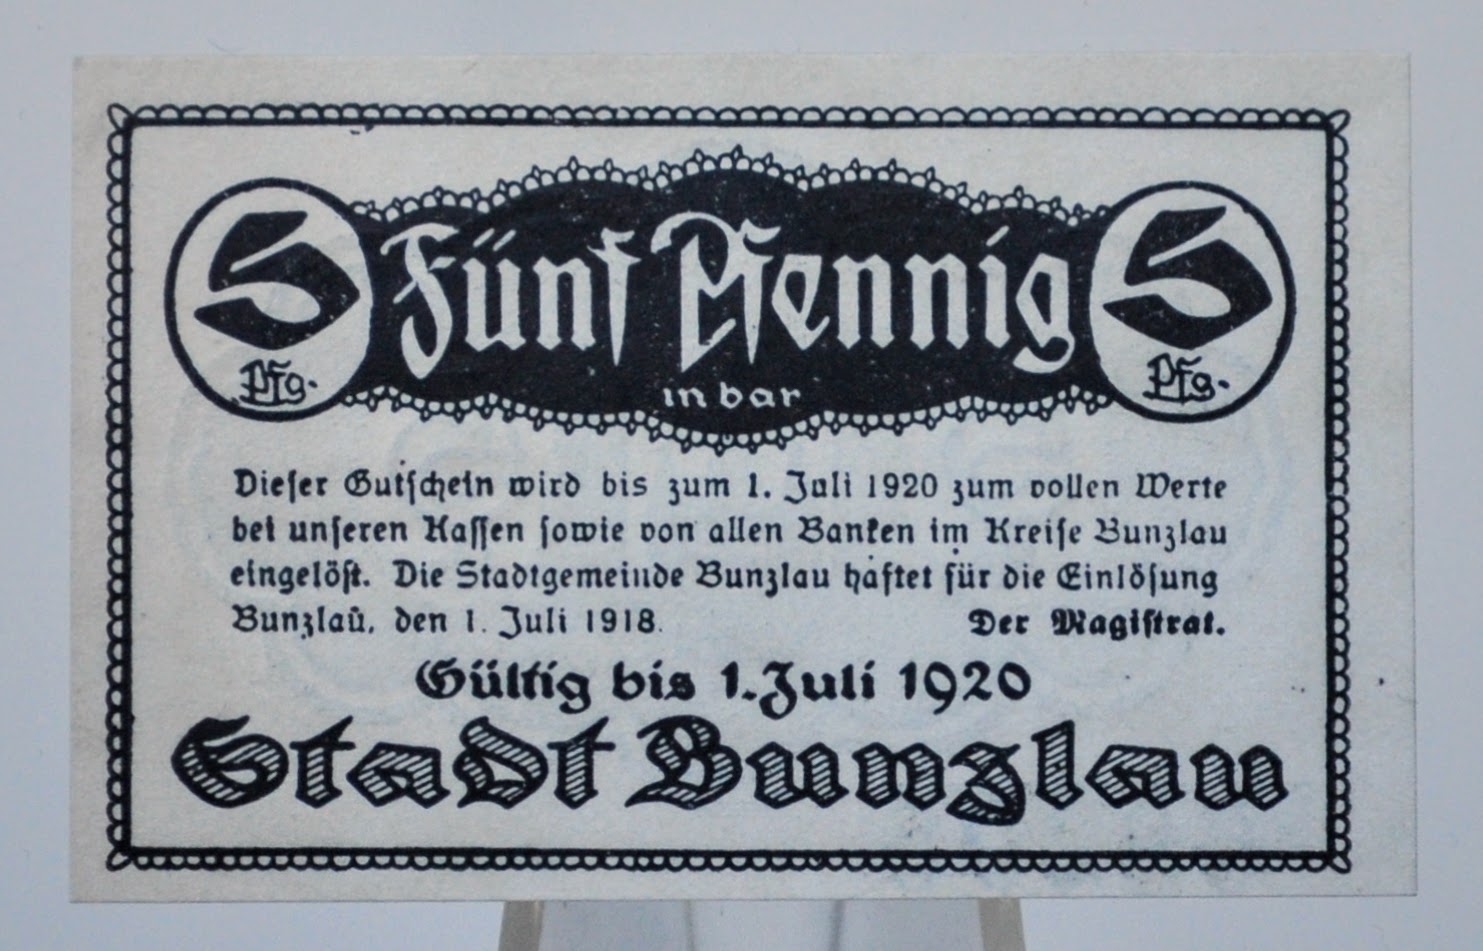 5 Fünf Pfennig 5
Pfg. in bar Pfg.
Dieser Gutschein wird bis zum 1. Juli 1920 zum vollen Werte
bei unseren Kassen sowie von allen Banken im Kreise Bunzlau
eingelöst. Die Stadtgemeinde Bunzlau haftet für die Einlösung
Bunzlau, den 1. Juli 1918. Der Magistrat.
Gültig bis 1. Juli 1920
Stadt Bunzlau